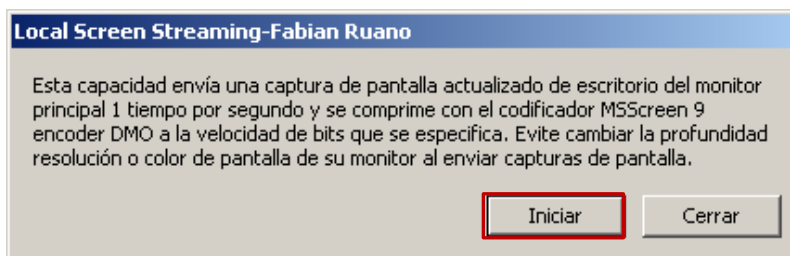 Local Screen Streaming-Fabian Ruano
Esta capacidad envía una captura de pantalla actualizado de escritorio del monitor
principal 1 tiempo por segundo y se comprime con el codificador MSScreen 9
encoder DMO a la velocidad de bits que se especifica. Evite cambiar la profundidad
resolución o color de pantalla de su monitor al enviar capturas de pantalla.
Iniciar Cerrar